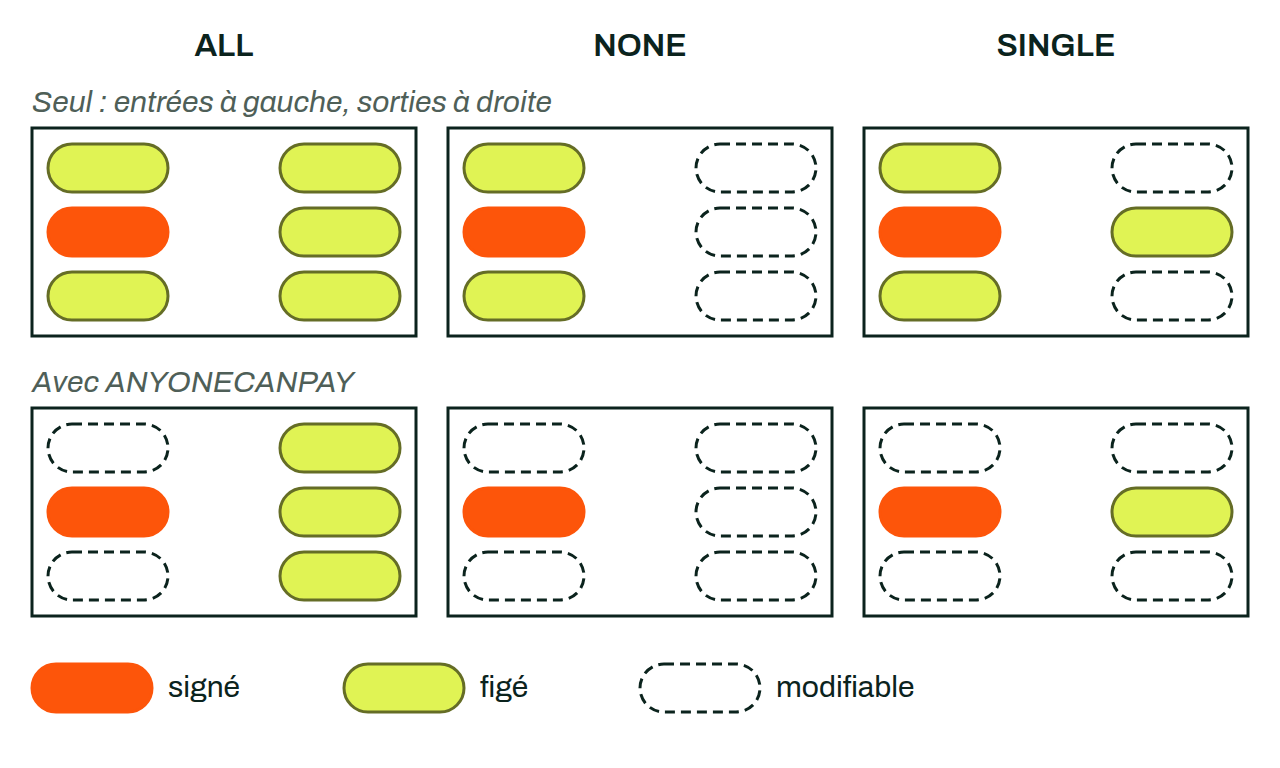 ALL NONE SINGLE
Seul : entrées à gauche, sorties à droite
Avec ANYONECANPAY
signé figé modifiable